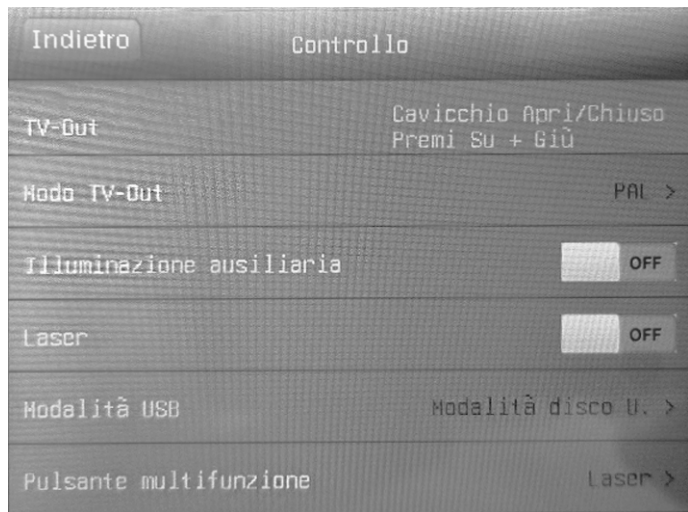 Indietro
Controllo
TV-Out
Cavicchio Apri/Chiuso
Premi Su + Giù
Modo TV-Out
PAL >
Illuminazione ausiliaria
OFF
Laser
OFF
Modalità USB
Modalità disco U. >
Pulsante multifunzione
Laser >